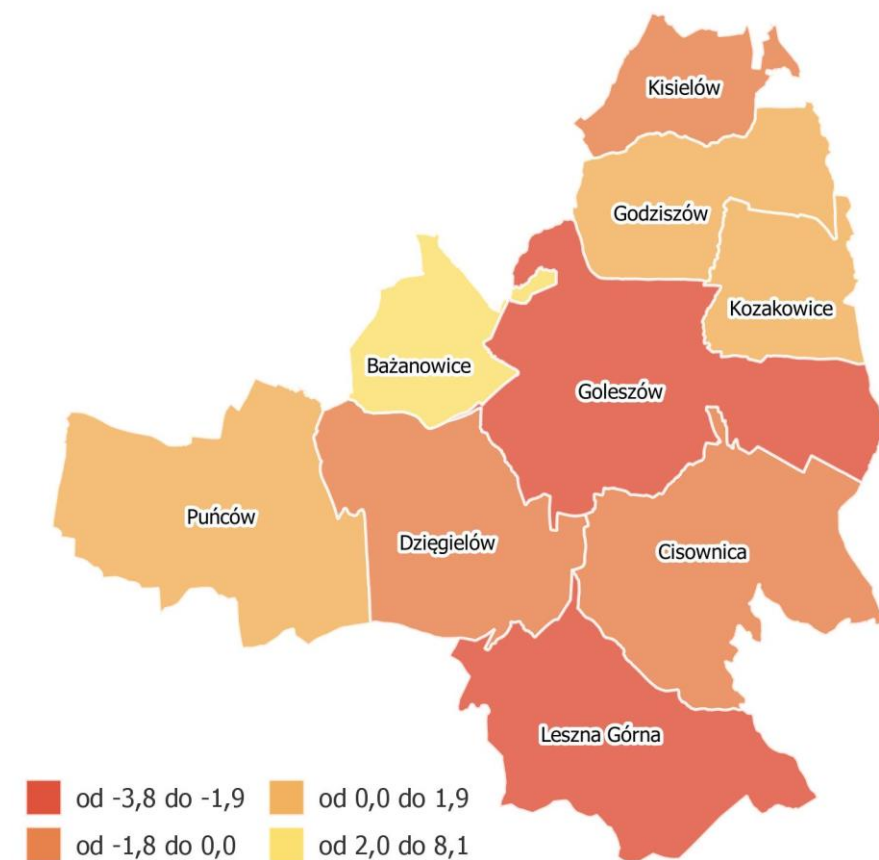 Kisielów
Godziszów
Kozakowice
Bażanowice
Goleszów
Puńców
Dzięgielów
Cisownica
Leszna Górna
od -3,8 do -1,9
od 0,0 do 1,9
od -1,8 do 0,0
od 2,0 do 8,1